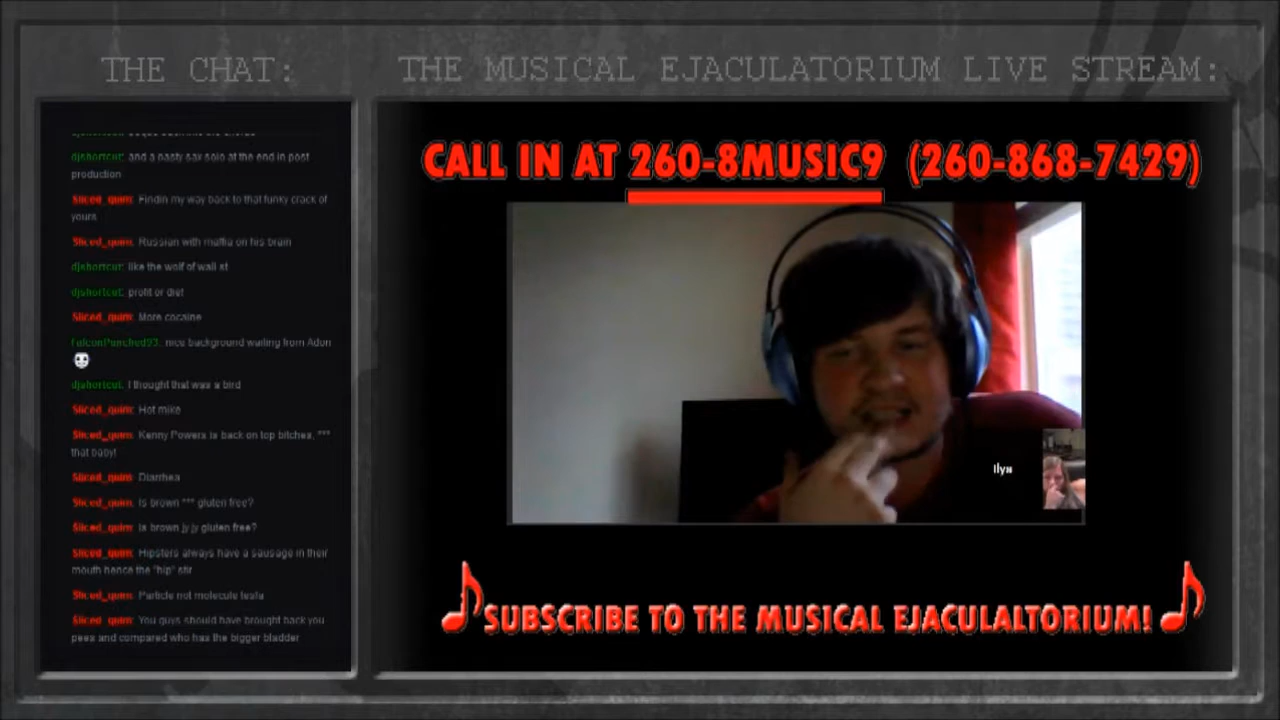 THE CHAT:
THE MUSICAL EJACULATORIUM LIVE STREAM:
CALL IN AT 260-8MUSIC9 (260-868-7429)
djshortcut: and a nasty sax solo at the end in post
production
Sliced_quim: Findin my way back to that funky crack of
yours
Sliced_quim: Russian with maffia on his brain
djshortcut: like the wolf of wall st
djshortcut: profit or die!
Sliced_quim: More cocaine
FalconPunched93: nice background wailing from Adon
djshortcut: I thought that was a bird
Sliced_quim: Hot mike
Sliced_quim: Kenny Powers is back on top bitches, ***
that baby!
Sliced_quim: Diarrhea
Sliced_quim: Is brown *** gluten free?
Sliced_quim: Is brown jy jy gluten free?
Sliced_quim: Hipsters always have a sausage in their
mouth hence the "hip" stir
Sliced_quim: Particle not molecule tesla
Sliced_quim: You guys should have brought back you
pees and compared who has the bigger bladder
Ilya
SUBSCRIBE TO THE MUSICAL EJACULALTORIUM!